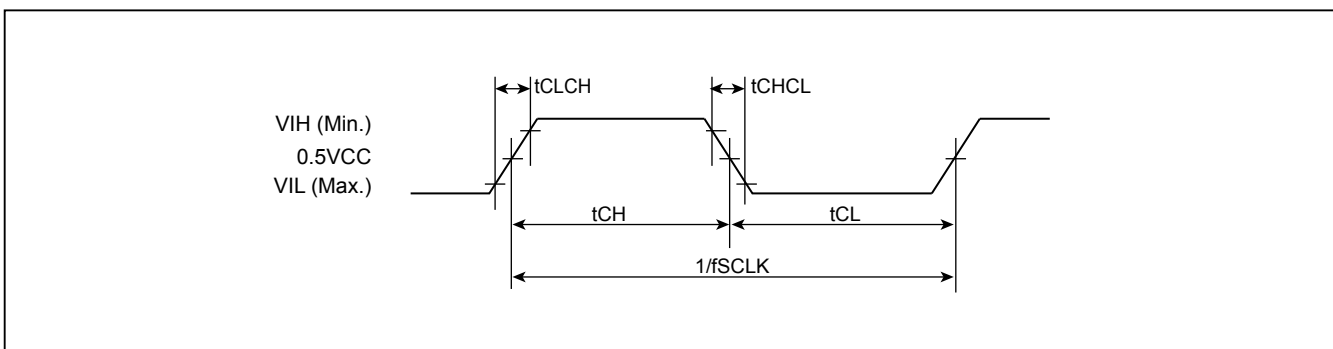 tCLCH
tCHCL
VIH (Min.)
0.5VCC
VIL (Max.)
tCH
tCL
1/fSCLK